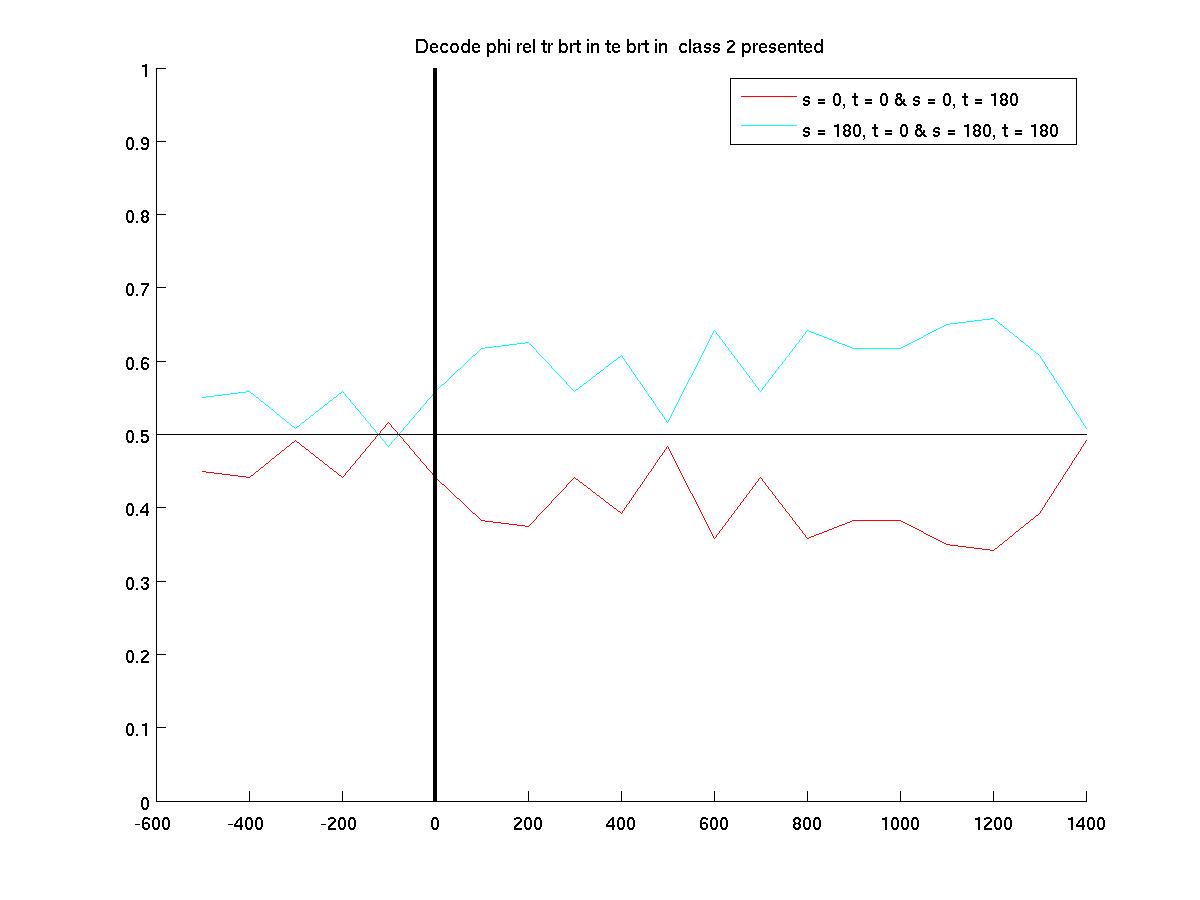 Decode phi rel tr brt in te brt in  class 2 presented
s = 0, t = 0 & s = 0, t = 180
s = 180, t = 0 & s = 180, t = 180
1
0.9
0.8
0.7
0.6
0.5
0.4
0.3
0.2
0.1
0
-600 -400 -200 0 200 400 600 800 1000 1200 1400